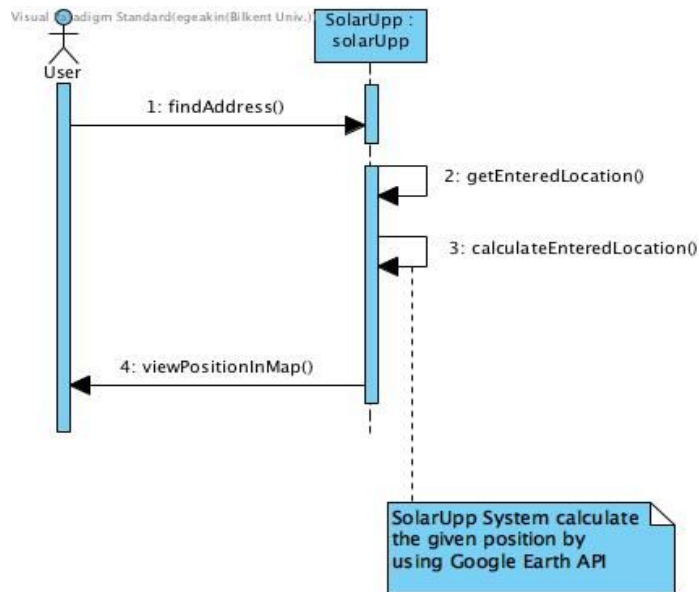 Visual Paradigm Standard(egeakin(Bilkent Univ.))
SolarUpp :
solarUpp
User
1: findAddress()
2: getEnteredLocation()
3: calculateEnteredLocation()
4: viewPositionInMap()
SolarUpp System calculate
the given position by
using Google Earth API